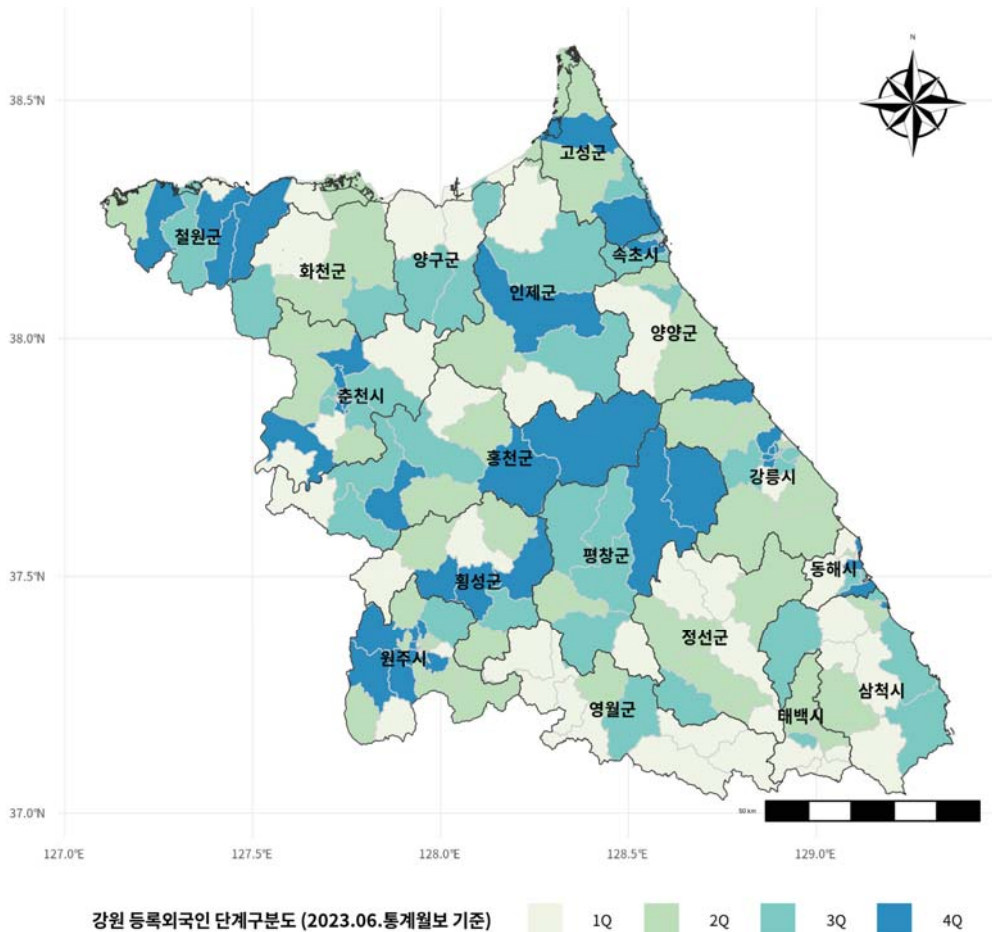 N
38.5°N
고성군
철원군
속초시
양구군
화천군
인제군
38.0°N
양양군
춘천시
홍천군
강릉시
평창군
37.5°N
동해시
횡성군
정선군
원주시
삼척시
영월군
태백시
50 km
37.0°N
127.0°E 127.5°E 128.0°E 128.5°E 129.0°E
강원 등록외국인 단계구분도 (2023.06.통계월보 기준) 1Q 2Q 3Q 4Q